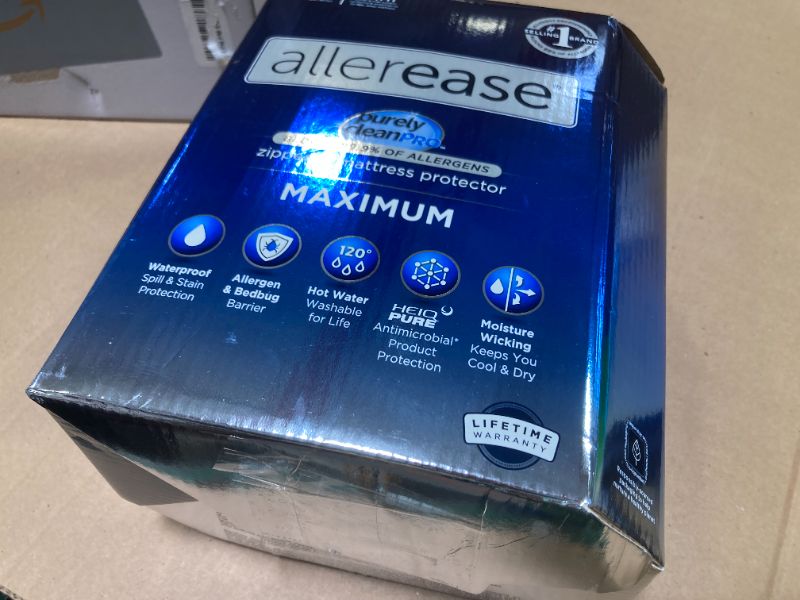 #1
SELLING BRAND
allerease
purely
cleanPRO
9% OF ALLERGENS
mattress protector
MAXIMUM
Waterproof
Spill & Stain
Protection
Allergen
& Bedbug
Barrier
120°
Hot Water
Washable
for Life
HEIQ
PURE
Antimicrobial*
Product
Protection
Moisture
Wicking
Keeps You
Cool & Dry
LIFETIME
WARRANTY